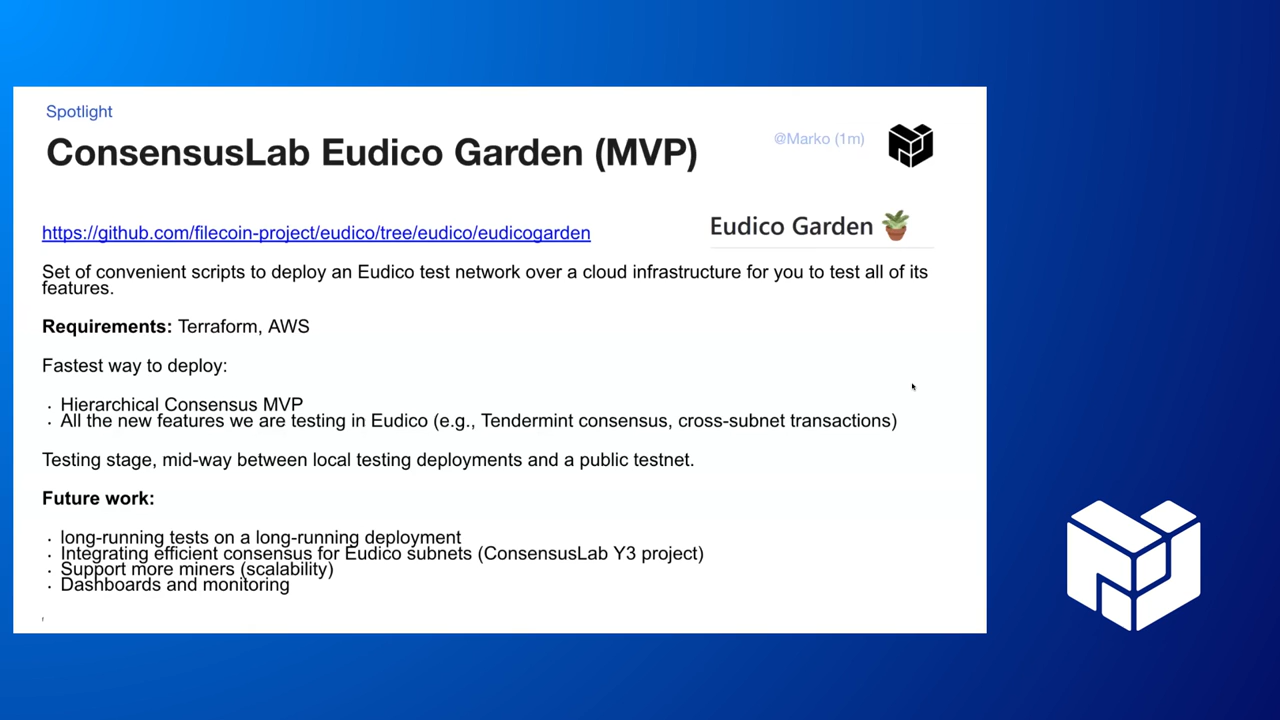 Spotlight
ConsensusLab Eudico Garden (MVP)
@Marko (1m)
https://github.com/filecoin-project/eudico/tree/eudico/eudicogarden
Eudico Garden
Set of convenient scripts to deploy an Eudico test network over a cloud infrastructure for you to test all of its
features.
Requirements: Terraform, AWS
Fastest way to deploy:
· Hierarchical Consensus MVP
· All the new features we are testing in Eudico (e.g., Tendermint consensus, cross-subnet transactions)
Testing stage, mid-way between local testing deployments and a public testnet.
Future work:
· long-running tests on a long-running deployment
· Integrating efficient consensus for Eudico subnets (ConsensusLab Y3 project)
· Support more miners (scalability)
· Dashboards and monitoring